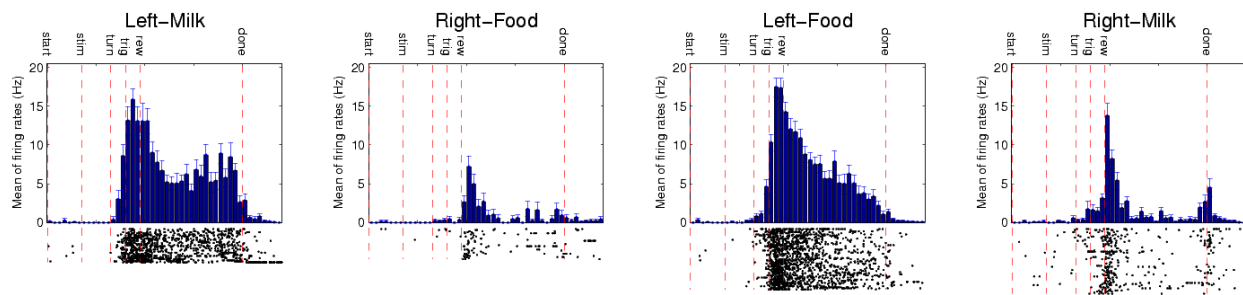 Left-Milk
start stim turn trig rew done
Mean of firing rates (Hz)
20
15
10
5
0
Right-Food
start stim turn trig rew done
Mean of firing rates (Hz)
20
15
10
5
0
Left-Food
start stim turn trig rew done
Mean of firing rates (Hz)
20
15
10
5
0
Right-Milk
start stim turn trig rew done
Mean of firing rates (Hz)
20
15
10
5
0